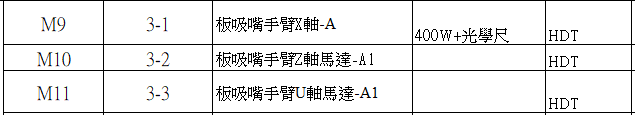 M9 3-1 板吸嘴手臂X軸-A 400W+光學尺 HDT
M10 3-2 板吸嘴手臂Z軸馬達-A1 HDT
M11 3-3 板吸嘴手臂U軸馬達-A1 HDT